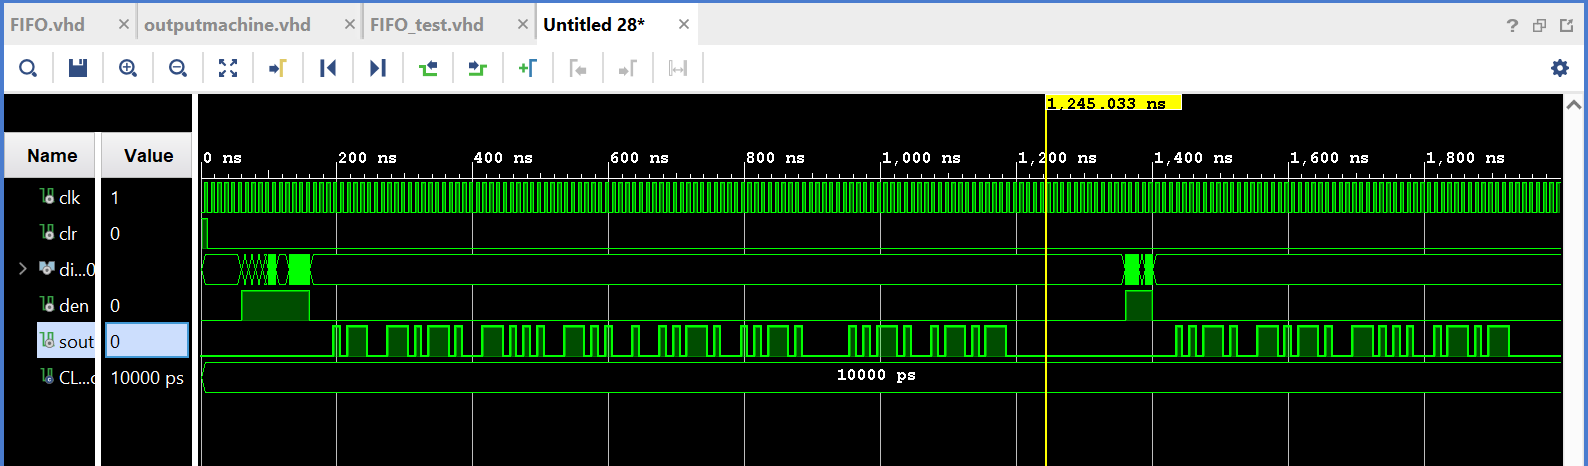 FIFO.vhd × outputmachine.vhd × FIFO_test.vhd × Untitled 28* × ?
1,245.033 ns
Name Value
0 ns 200 ns 400 ns 600 ns 800 ns 1,000 ns 1,200 ns 1,400 ns 1,600 ns 1,800 ns
clk 1
clr 0
di...0
den 0
sout 0
CL...c 10000 ps 10000 ps